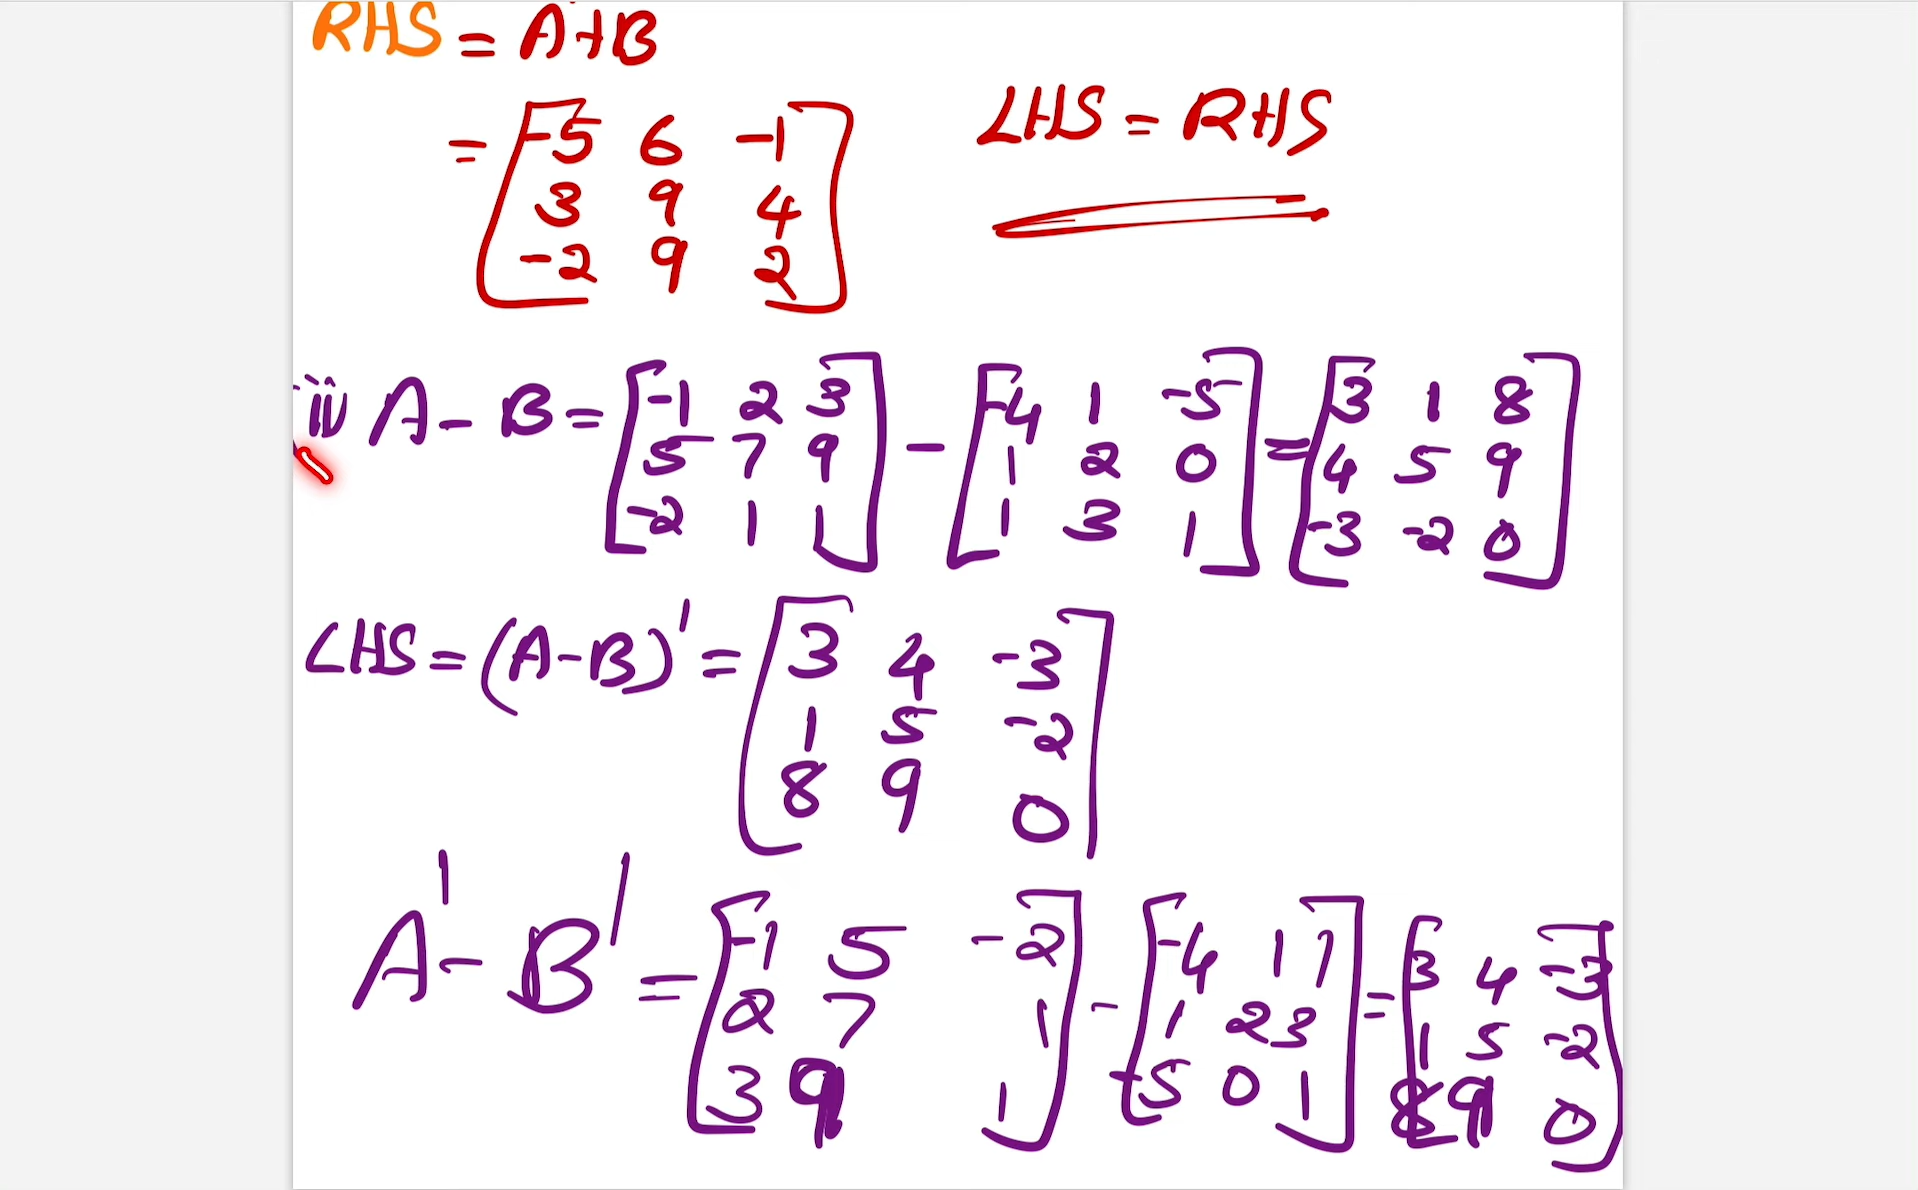 RHS = A+B
= [-5 6 -1
3 9 4
-2 9 2]
LHS = RHS
ii A - B = [-1 2 3 - [-4 1 -5 = [3 1 8
5 7 9 1 2 0 4 5 9
-2 1 1] 1 3 1] -3 -2 0]
LHS = (A-B)' = [3 4 -3
1 5 -2
8 9 0]
A' - B' = [-1 5 -2 - [-4 1 1 = [3 4 -3
2 7 1 1 2 3 1 5 -2
3 9 1] -5 0 1] 8 9 0]